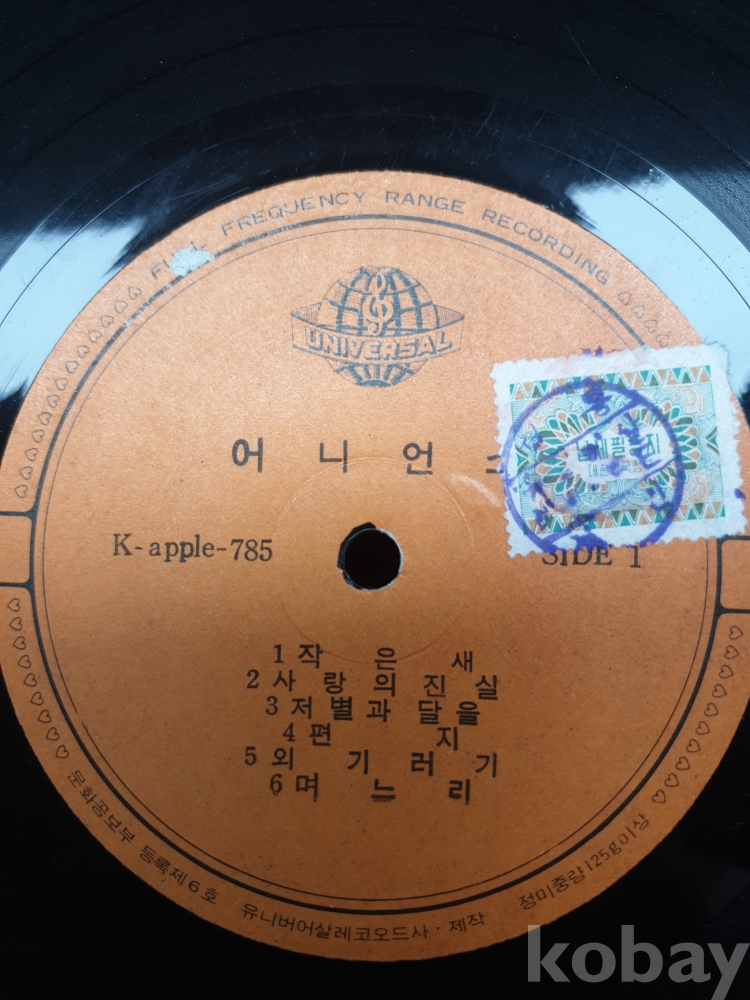 FULL FREQUENCY RANGE RECORDING
UNIVERSAL
어니언
K-apple-785
SIDE 1
1 작은새
2 사랑의진실
3 저별과달을
4 편지
5 외기러기
6 며느리
문화공보부 등록제6호 유니버어살레코오드사·제작 정미중량125g이상
kobay